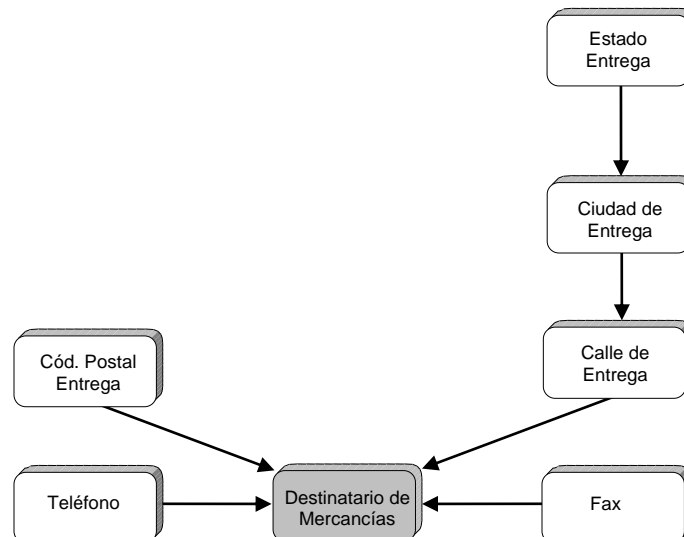 Estado
Entrega
Ciudad de
Entrega
Cód. Postal
Entrega
Calle de
Entrega
Teléfono
Destinatario de
Mercancías
Fax